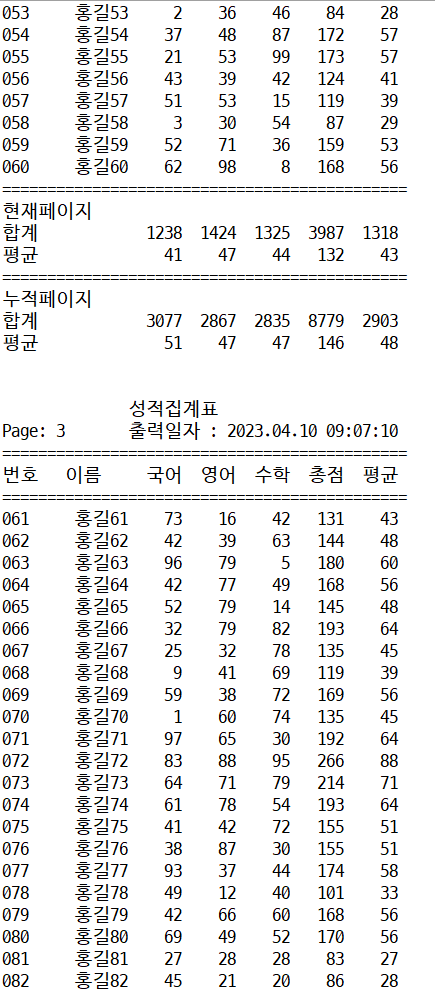 053 홍길53 2 36 46 84 28
054 홍길54 37 48 87 172 57
055 홍길55 21 53 99 173 57
056 홍길56 43 39 42 124 41
057 홍길57 51 53 15 119 39
058 홍길58 3 30 54 87 29
059 홍길59 52 71 36 159 53
060 홍길60 62 98 8 168 56
=============================================
현재페이지
합계 1238 1424 1325 3987 1318
평균 41 47 44 132 43
=============================================
누적페이지
합계 3077 2867 2835 8779 2903
평균 51 47 47 146 48
성적집계표
Page: 3 출력일자 : 2023.04.10 09:07:10
=============================================
번호 이름 국어 영어 수학 총점 평균
=============================================
061 홍길61 73 16 42 131 43
062 홍길62 42 39 63 144 48
063 홍길63 96 79 5 180 60
064 홍길64 42 77 49 168 56
065 홍길65 52 79 14 145 48
066 홍길66 32 79 82 193 64
067 홍길67 25 32 78 135 45
068 홍길68 9 41 69 119 39
069 홍길69 59 38 72 169 56
070 홍길70 1 60 74 135 45
071 홍길71 97 65 30 192 64
072 홍길72 83 88 95 266 88
073 홍길73 64 71 79 214 71
074 홍길74 61 78 54 193 64
075 홍길75 41 42 72 155 51
076 홍길76 38 87 30 155 51
077 홍길77 93 37 44 174 58
078 홍길78 49 12 40 101 33
079 홍길79 42 66 60 168 56
080 홍길80 69 49 52 170 56
081 홍길81 27 28 28 83 27
082 홍길82 45 21 20 86 28